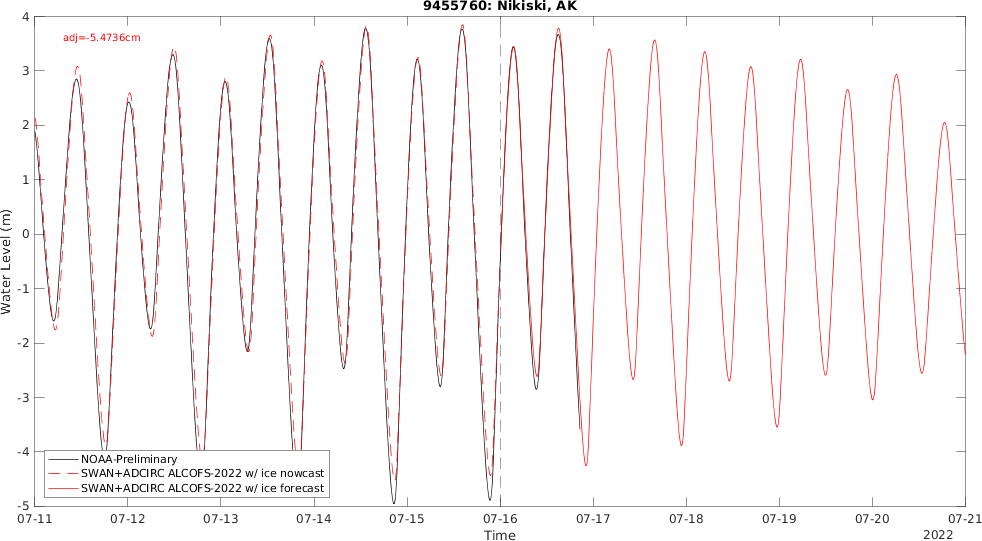 9455760: Nikiski, AK
adj=-5.4736cm
4
3
2
1
0
-1
-2
-3
-4
-5
Water Level (m)
NOAA-Preliminary
SWAN+ADCIRC ALCOFS-2022 w/ ice nowcast
SWAN+ADCIRC ALCOFS-2022 w/ ice forecast
07-11 07-12 07-13 07-14 07-15 07-16 07-17 07-18 07-19 07-20 07-21
Time
2022